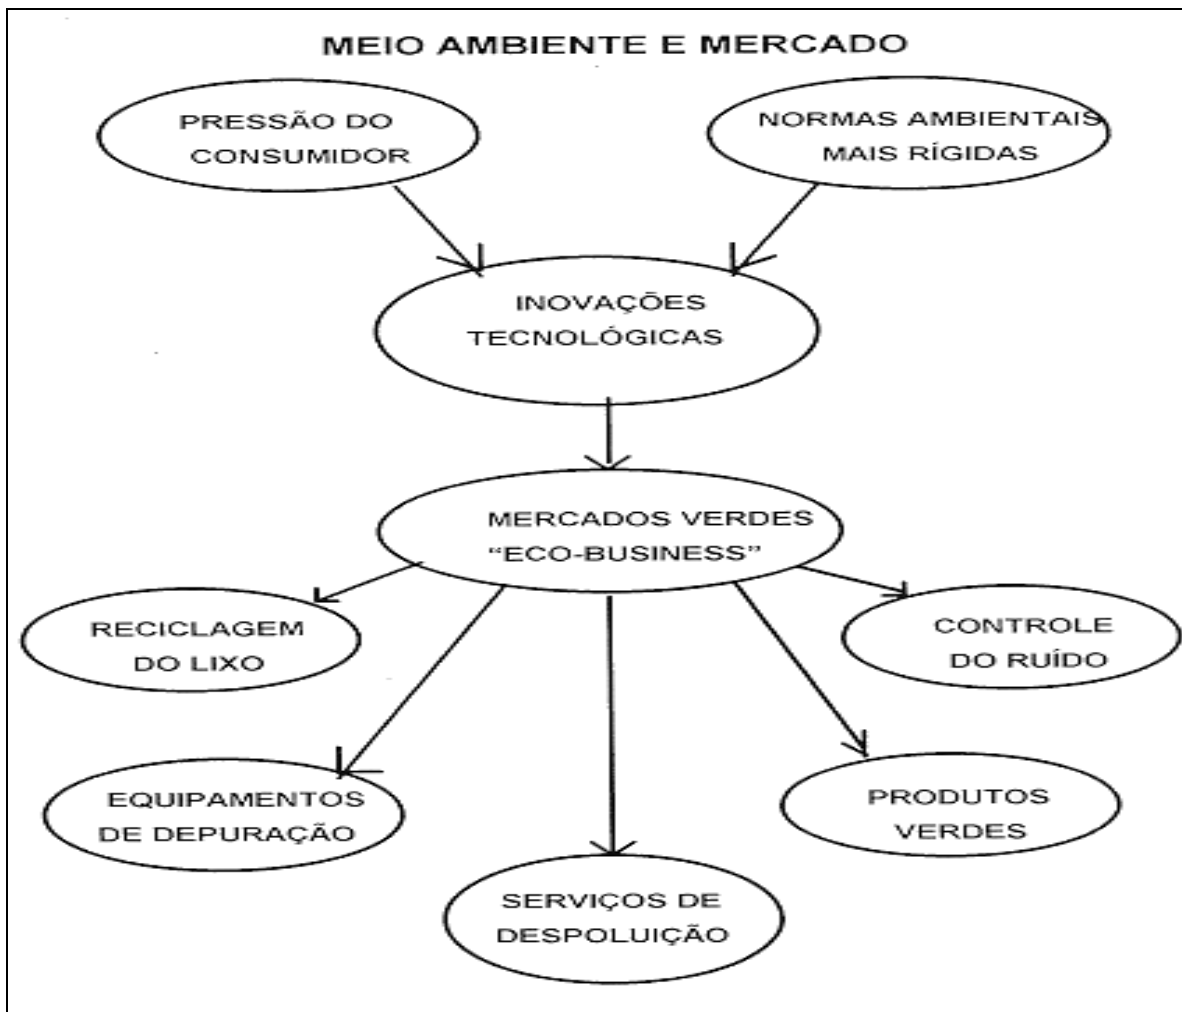 MEIO AMBIENTE E MERCADO
PRESSÃO DO
CONSUMIDOR
NORMAS AMBIENTAIS
MAIS RÍGIDAS
INOVAÇÕES
TECNOLÓGICAS
MERCADOS VERDES
“ECO-BUSINESS”
RECICLAGEM
DO LIXO
CONTROLE
DO RUÍDO
EQUIPAMENTOS
DE DEPURAÇÃO
PRODUTOS
VERDES
SERVIÇOS DE
DESPOLUIÇÃO